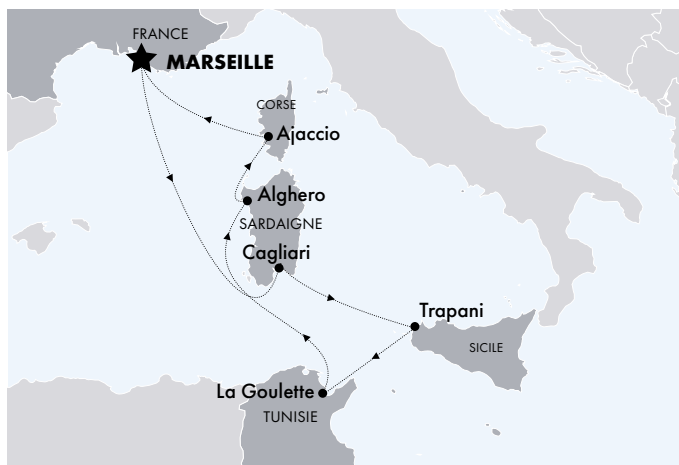 FRANCE
MARSEILLE
CORSE
Ajaccio
Alghero
SARDAIGNE
Cagliari
Trapani
SICILE
La Goulette
TUNISIE